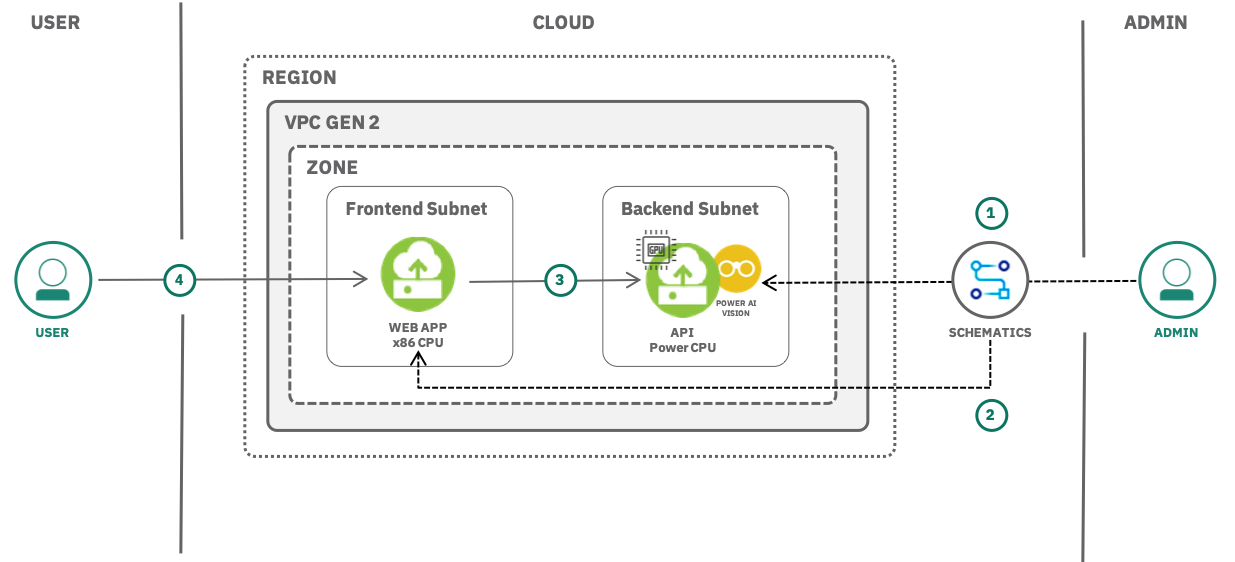 USER
CLOUD
ADMIN
REGION
VPC GEN 2
ZONE
Frontend Subnet
Backend Subnet
GPU
1
4
3
POWER AI
VISION
WEB APP
x86 CPU
API
Power CPU
USER
SCHEMATICS
ADMIN
2